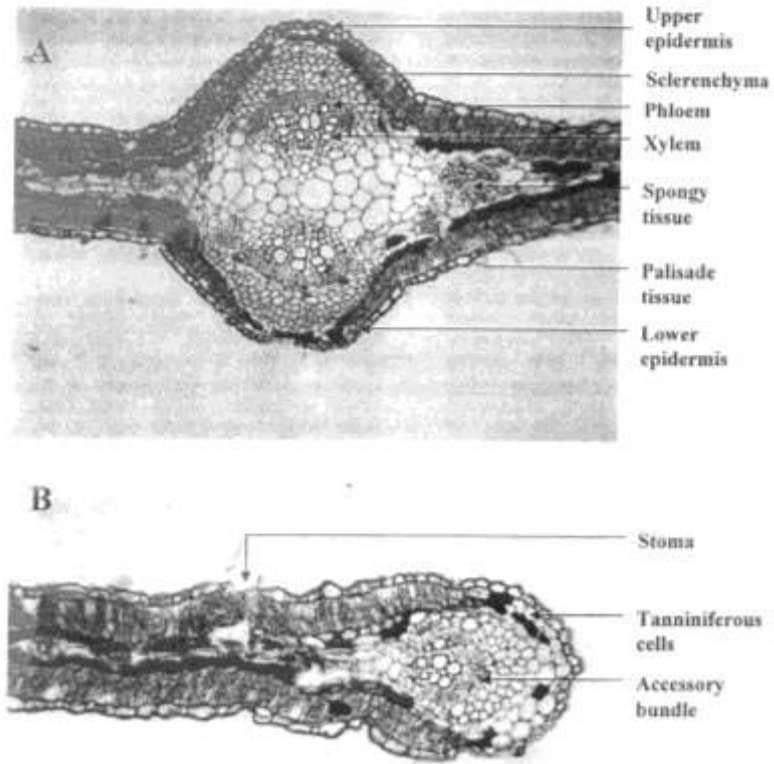 A
Upper
epidermis
Sclerenchyma
Phloem
Xylem
Spongy
tissue
Palisade
tissue
Lower
epidermis
B
Stoma
Tanniniferous
cells
Accessory
bundle